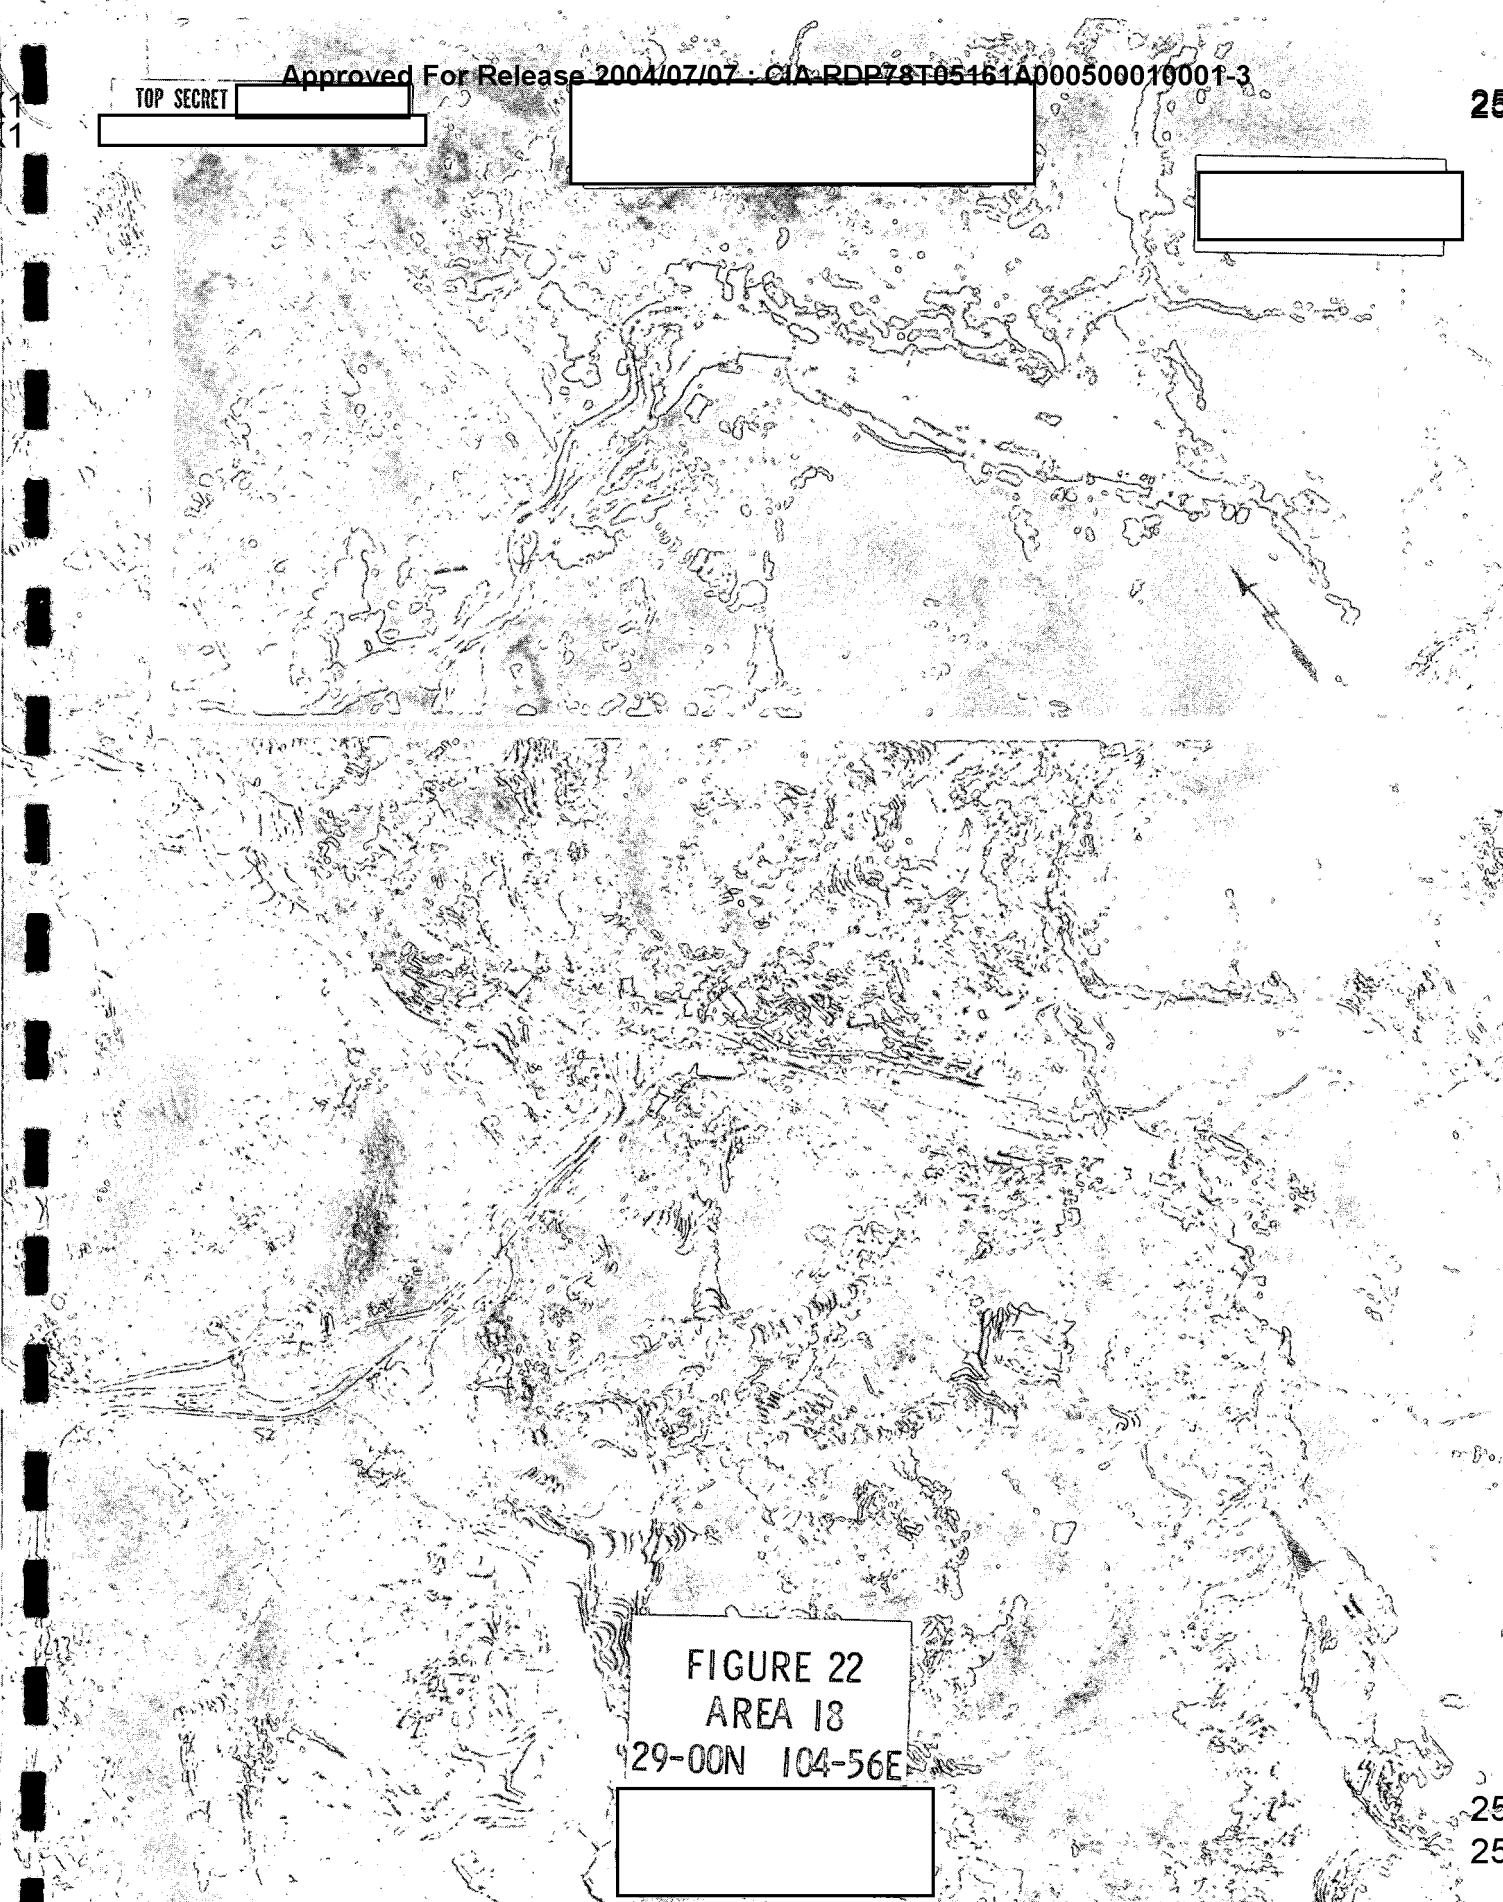 Approved For Release 2004/07/07 : CIA-RDP78T05161A000500010001-3
TOP SECRET
25
1
FIGURE 22
AREA 18
29-00N 104-56E
25
25